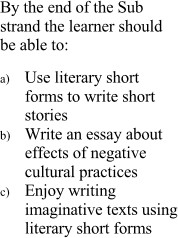 By the end of the Sub
strand the learner should
be able to:
a) Use literary short
forms to write short
stories
b) Write an essay about
effects of negative
cultural practices
c) Enjoy writing
imaginative texts using
literary short forms